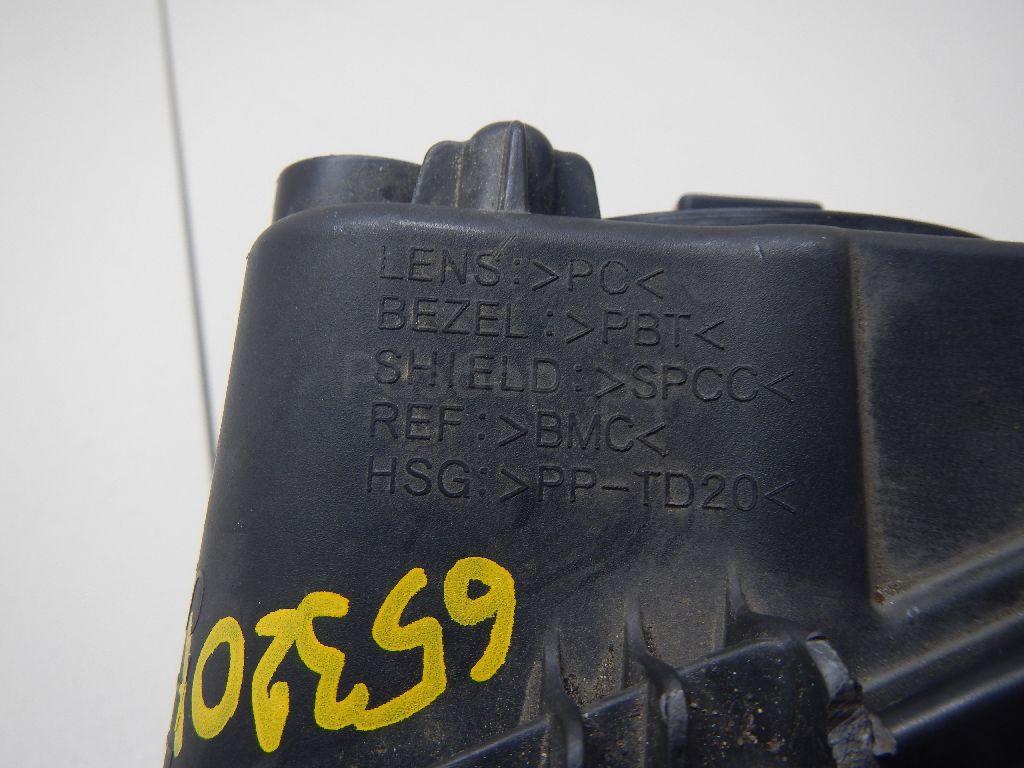 LENS:>PC<
BEZEL:>PBT<
SHIELD:>SPCC<
REF:>BMC<
HSG:>PP-TD20<